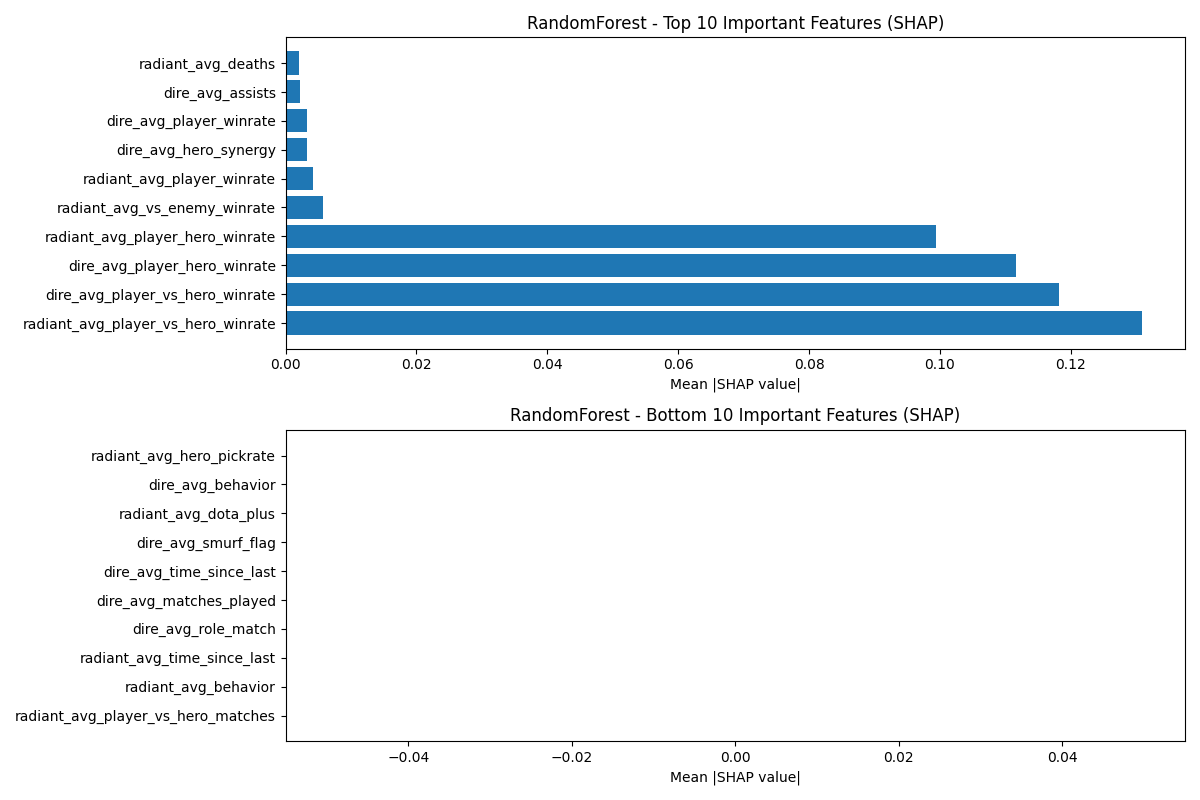 RandomForest - Top 10 Important Features (SHAP)
radiant_avg_deaths
dire_avg_assists
dire_avg_player_winrate
dire_avg_hero_synergy
radiant_avg_player_winrate
radiant_avg_vs_enemy_winrate
radiant_avg_player_hero_winrate
dire_avg_player_hero_winrate
dire_avg_player_vs_hero_winrate
radiant_avg_player_vs_hero_winrate
0.00 0.02 0.04 0.06 0.08 0.10 0.12
Mean |SHAP value|
RandomForest - Bottom 10 Important Features (SHAP)
radiant_avg_hero_pickrate
dire_avg_behavior
radiant_avg_dota_plus
dire_avg_smurf_flag
dire_avg_time_since_last
dire_avg_matches_played
dire_avg_role_match
radiant_avg_time_since_last
radiant_avg_behavior
radiant_avg_player_vs_hero_matches
−0.04 −0.02 0.00 0.02 0.04
Mean |SHAP value|